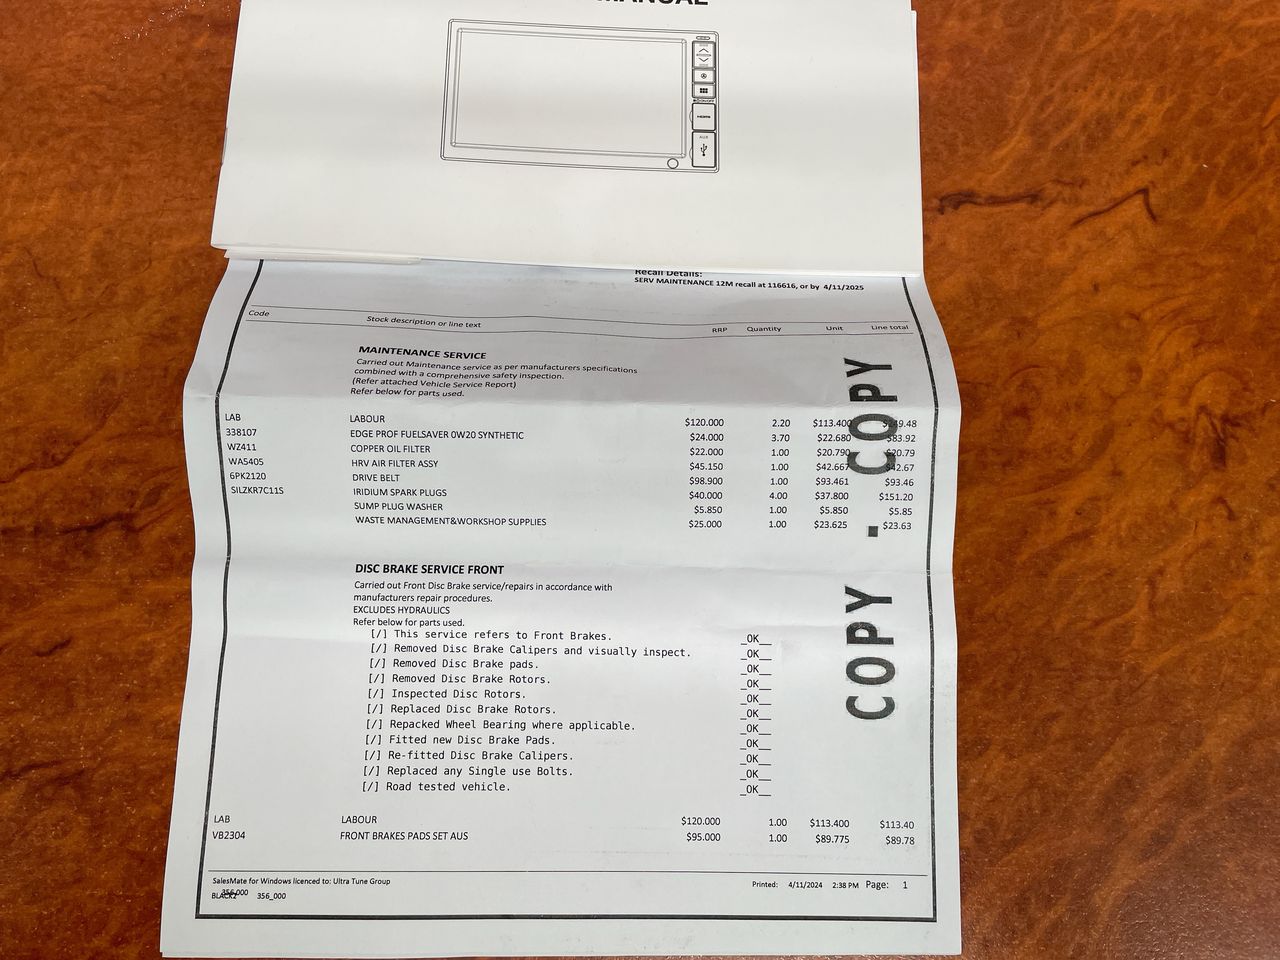 MANUAL
HDMI
AUX
Recall Details:
SERV MAINTENANCE 12M recall at 116616, or by 4/11/2025
Code Stock description or line text RRP Quantity Unit Line total
MAINTENANCE SERVICE
Carried out Maintenance service as per manufacturers specifications
combined with a comprehensive safety inspection.
(Refer attached Vehicle Service Report)
Refer below for parts used.
LAB LABOUR $120.000 2.20 $113.400 $249.48
338107 EDGE PROF FUELSAVER 0W20 SYNTHETIC $24.000 3.70 $22.680 $83.92
WZ411 COPPER OIL FILTER $22.000 1.00 $20.790 $20.79
WA5405 HRV AIR FILTER ASSY $45.150 1.00 $42.667 $42.67
6PK2120 DRIVE BELT $98.900 1.00 $93.461 $93.46
SILZKR7C11S IRIDIUM SPARK PLUGS $40.000 4.00 $37.800 $151.20
SUMP PLUG WASHER $5.850 1.00 $5.850 $5.85
WASTE MANAGEMENT&WORKSHOP SUPPLIES $25.000 1.00 $23.625 $23.63
COPY - COPY
DISC BRAKE SERVICE FRONT
Carried out Front Disc Brake service/repairs in accordance with
manufacturers repair procedures.
EXCLUDES HYDRAULICS
Refer below for parts used.
[/] This service refers to Front Brakes. _OK__
[/] Removed Disc Brake Calipers and visually inspect. _OK__
[/] Removed Disc Brake pads. _OK__
[/] Removed Disc Brake Rotors. _OK__
[/] Inspected Disc Rotors. _OK__
[/] Replaced Disc Brake Rotors. _OK__
[/] Repacked Wheel Bearing where applicable. _OK__
[/] Fitted new Disc Brake Pads. _OK__
[/] Re-fitted Disc Brake Calipers. _OK__
[/] Replaced any Single use Bolts. _OK__
[/] Road tested vehicle. _OK__
LAB LABOUR $120.000 1.00 $113.400 $113.40
VB2304 FRONT BRAKES PADS SET AUS $95.000 1.00 $89.775 $89.78
SalesMate for Windows licenced to: Ultra Tune Group Printed: 4/11/2024 2:38 PM Page: 1
356_000